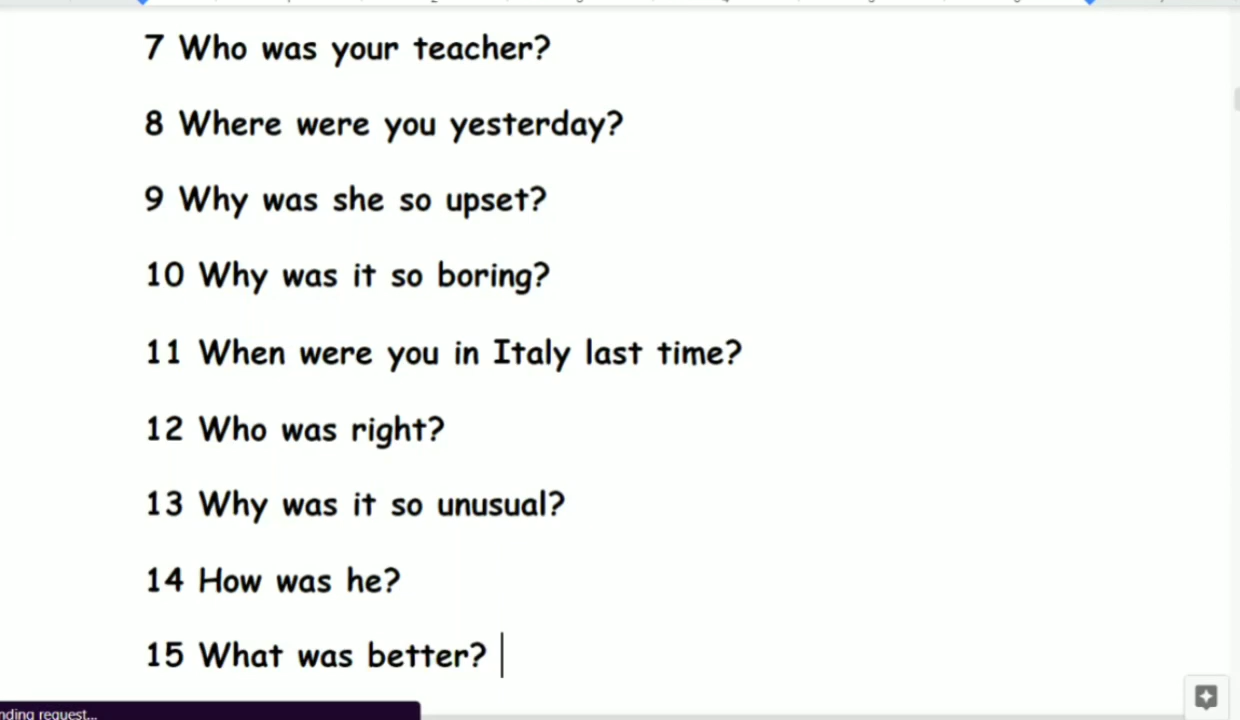 7 Who was your teacher?
8 Where were you yesterday?
9 Why was she so upset?
10 Why was it so boring?
11 When were you in Italy last time?
12 Who was right?
13 Why was it so unusual?
14 How was he?
15 What was better?
request...